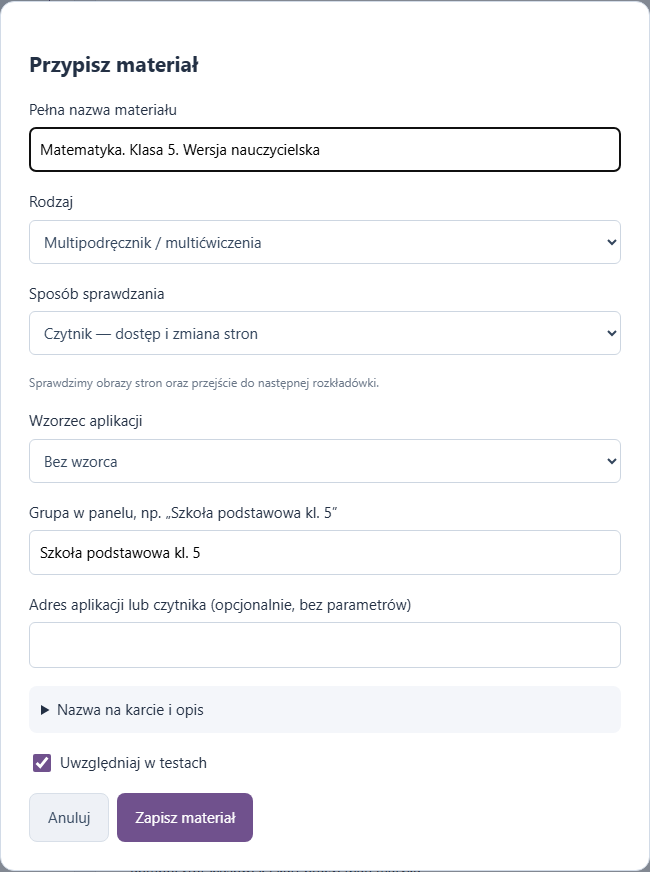 Przypisz materiał
Pełna nazwa materiału
Matematyka. Klasa 5. Wersja nauczycielska
Rodzaj
Multipodręcznik / multićwiczenia
Sposób sprawdzania
Czytnik — dostęp i zmiana stron
Sprawdzimy obrazy stron oraz przejście do następnej rozkładówki.
Wzorzec aplikacji
Bez wzorca
Grupa w panelu, np. „Szkoła podstawowa kl. 5”
Szkoła podstawowa kl. 5
Adres aplikacji lub czytnika (opcjonalnie, bez parametrów)
Nazwa na karcie i opis
Uwzględniaj w testach
Anuluj
Zapisz materiał